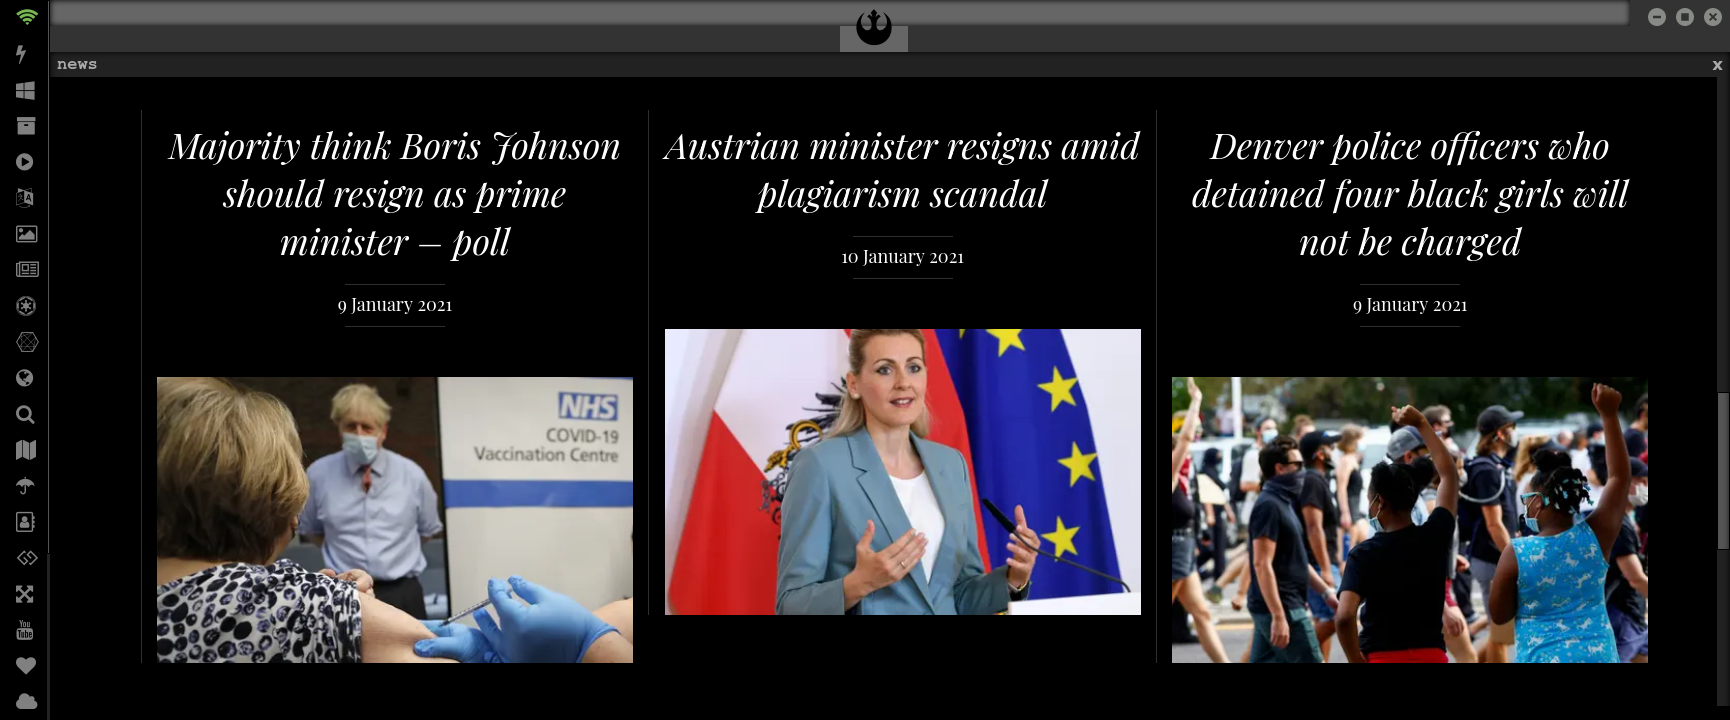 news
x
Majority think Boris Johnson
should resign as prime
minister – poll
9 January 2021
NHS
COVID-19
Vaccination Centre
Austrian minister resigns amid
plagiarism scandal
10 January 2021
Denver police officers who
detained four black girls will
not be charged
9 January 2021
You
Tube